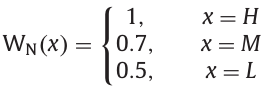 W_N(x) = { 1, x = H
0.7, x = M
0.5, x = L